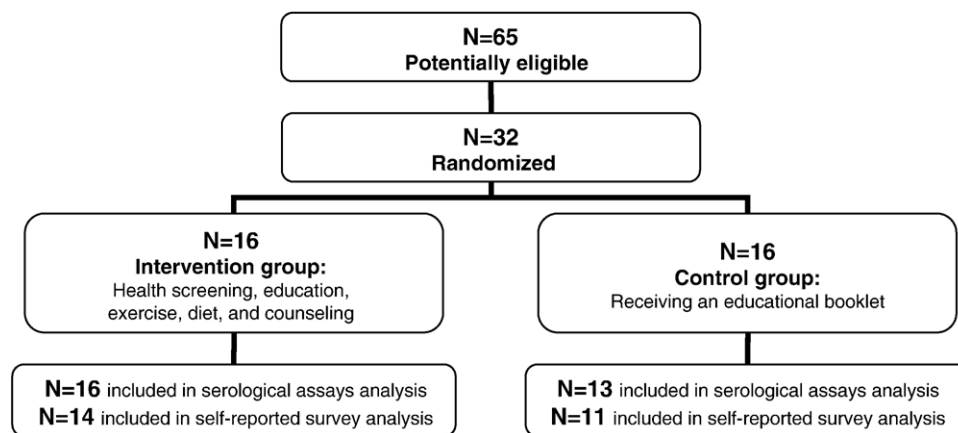 N=65
Potentially eligible
N=32
Randomized
N=16
Intervention group:
Health screening, education,
exercise, diet, and counseling
N=16
Control group:
Receiving an educational booklet
N=16 included in serological assays analysis
N=14 included in self-reported survey analysis
N=13 included in serological assays analysis
N=11 included in self-reported survey analysis